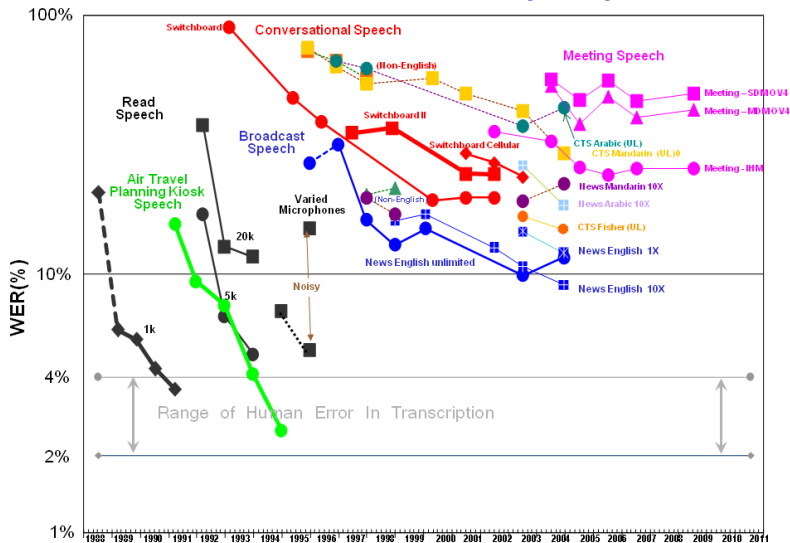 100%
Switchboard
Conversational Speech
(Non-English)
Meeting Speech
Read
Speech
Switchboard II
Meeting – SDM OV4
Meeting – MDM OV4
Broadcast
Speech
Switchboard Cellular
CTS Arabic (UL)
CTS Mandarin (UL)
Meeting - IHM
Air Travel
Planning Kiosk
Speech
Varied
Microphones
(Non-English)
News Mandarin 10X
News Arabic 10X
20k
CTS Fisher (UL)
News English 1X
News English unlimited
10%
Noisy
News English 10X
5k
1k
WER(%)
4%
Range of Human Error In Transcription
2%
1%
1988 1989 1990 1991 1992 1993 1994 1995 1996 1997 1998 1999 2000 2001 2002 2003 2004 2005 2006 2007 2008 2009 2010 2011